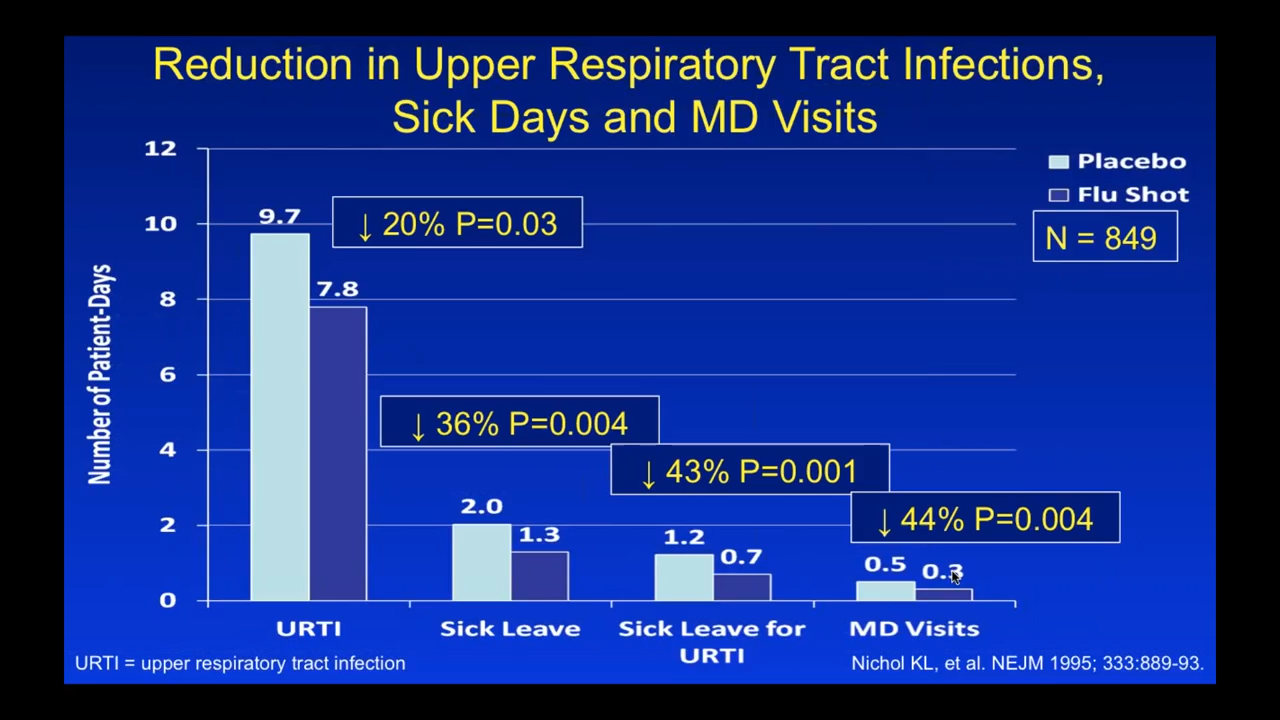 Reduction in Upper Respiratory Tract Infections,
Sick Days and MD Visits
Placebo
Flu Shot
N = 849
Number of Patient-Days
12
10
8
6
4
2
0
9.7
7.8
↓ 20% P=0.03
2.0
1.3
↓ 36% P=0.004
1.2
0.7
↓ 43% P=0.001
0.5
0.3
↓ 44% P=0.004
URTI
Sick Leave
Sick Leave for
URTI
MD Visits
URTI = upper respiratory tract infection
Nichol KL, et al. NEJM 1995; 333:889-93.